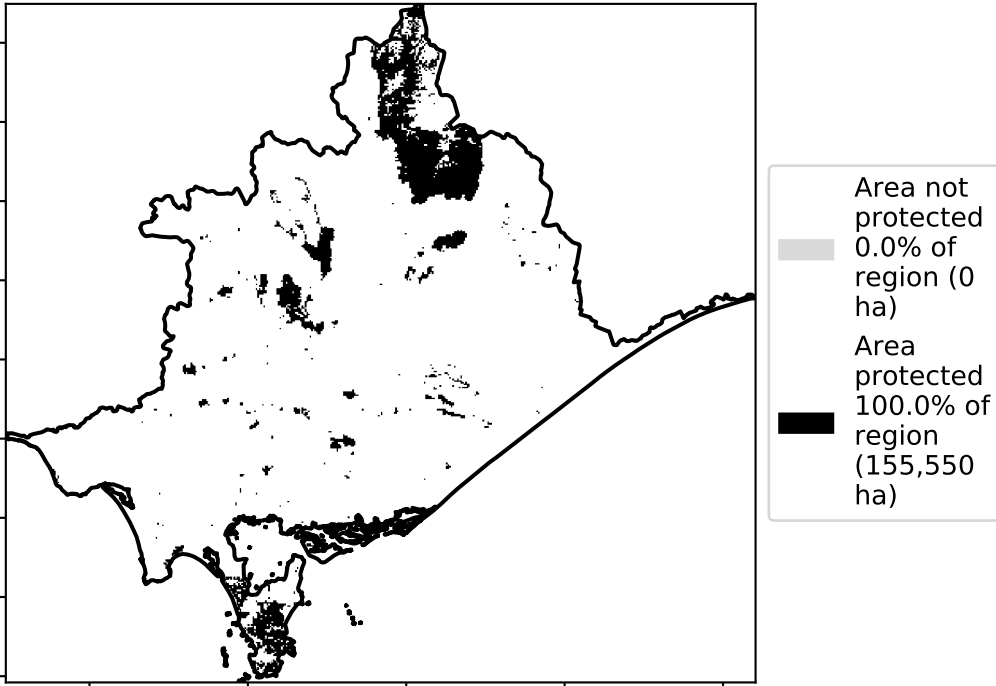 Area not
protected
0.0% of
region (0
ha)
Area
protected
100.0% of
region
(155,550
ha)